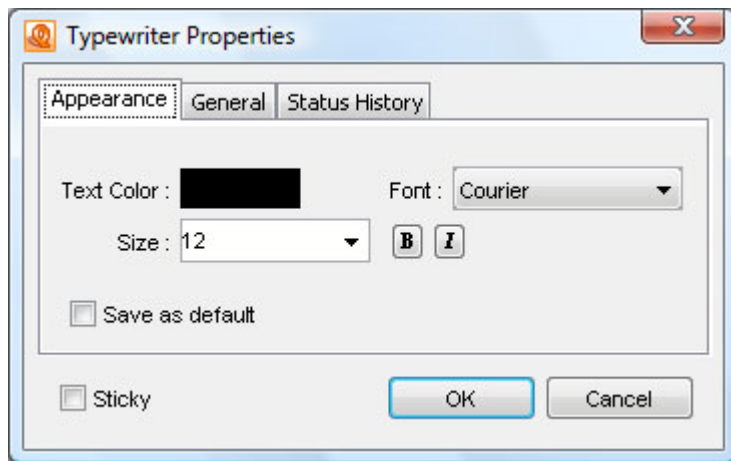 Typewriter Properties
Appearance General Status History
Text Color : Font : Courier
Size : 12 B I
Save as default
Sticky OK Cancel